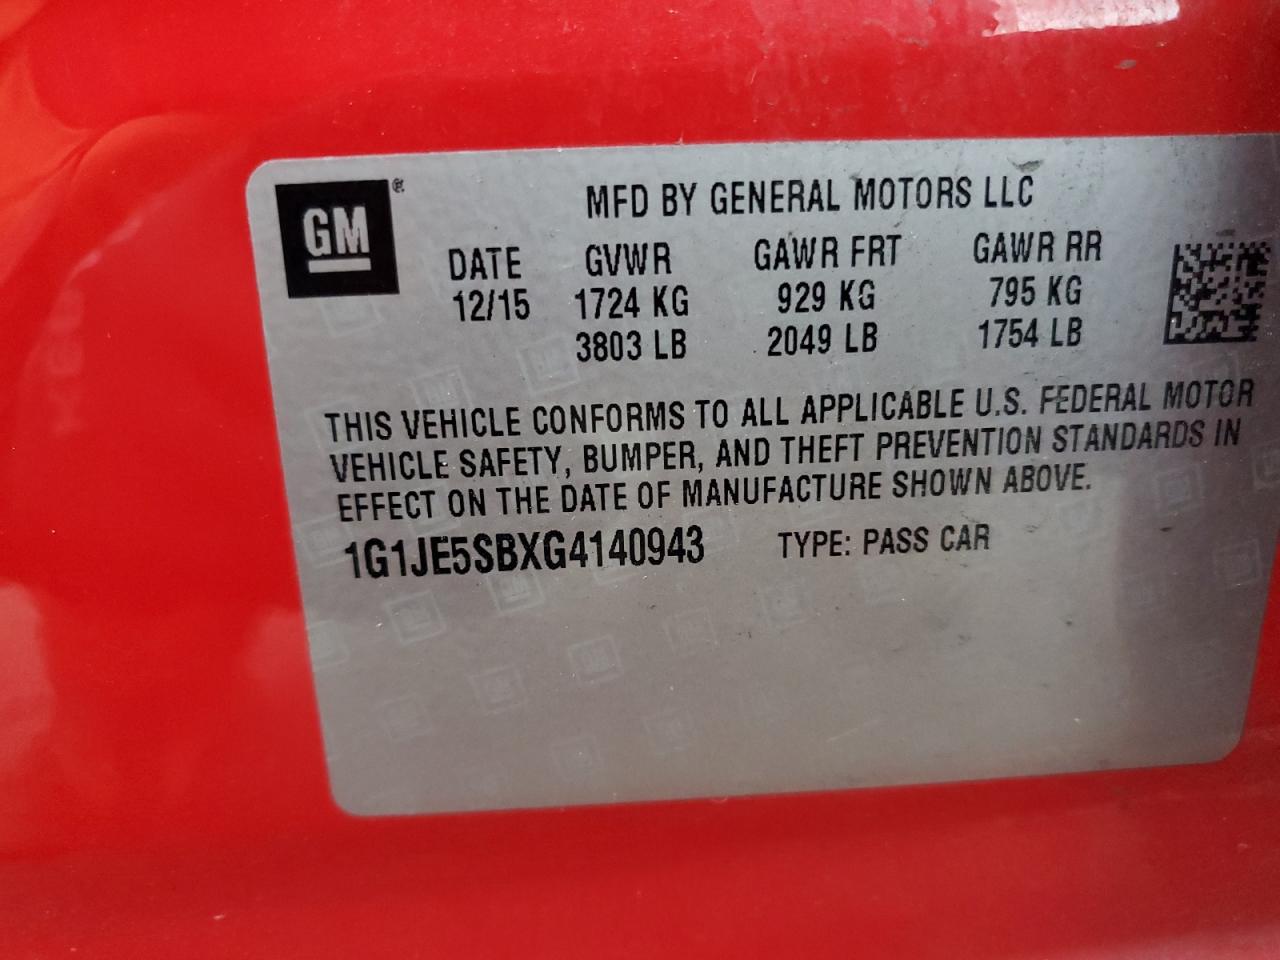 GM®
MFD BY GENERAL MOTORS LLC
DATE GVWR GAWR FRT GAWR RR
12/15 1724 KG 929 KG 795 KG
3803 LB 2049 LB 1754 LB
THIS VEHICLE CONFORMS TO ALL APPLICABLE U.S. FEDERAL MOTOR
VEHICLE SAFETY, BUMPER, AND THEFT PREVENTION STANDARDS IN
EFFECT ON THE DATE OF MANUFACTURE SHOWN ABOVE.
1G1JE5SBXG4140943 TYPE: PASS CAR